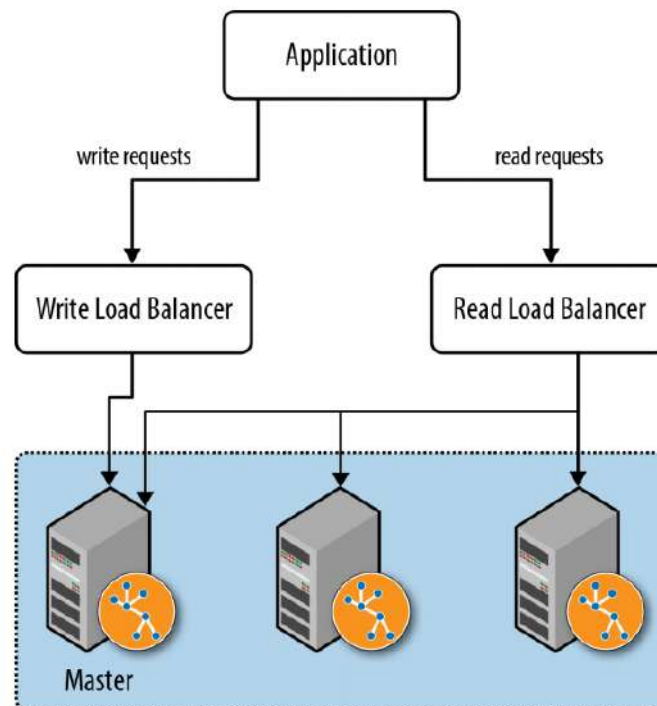 Application
write requests
read requests
Write Load Balancer
Read Load Balancer
Master